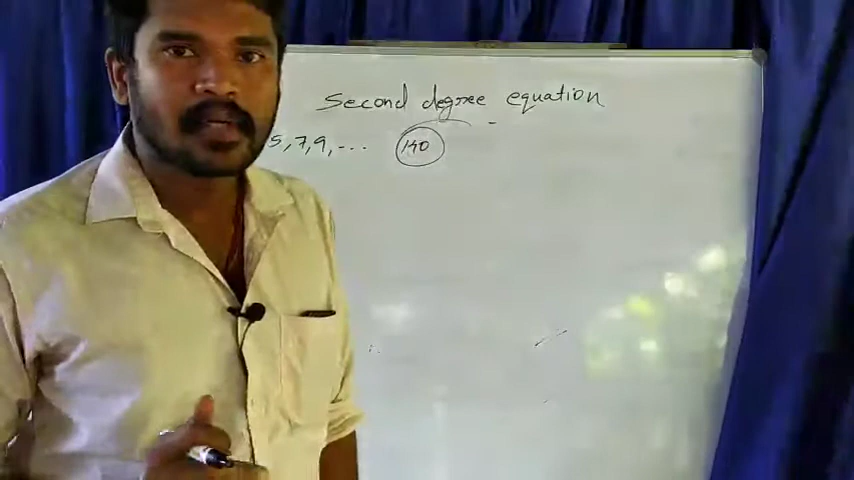 Second degree equation
5, 7, 9, .... 140